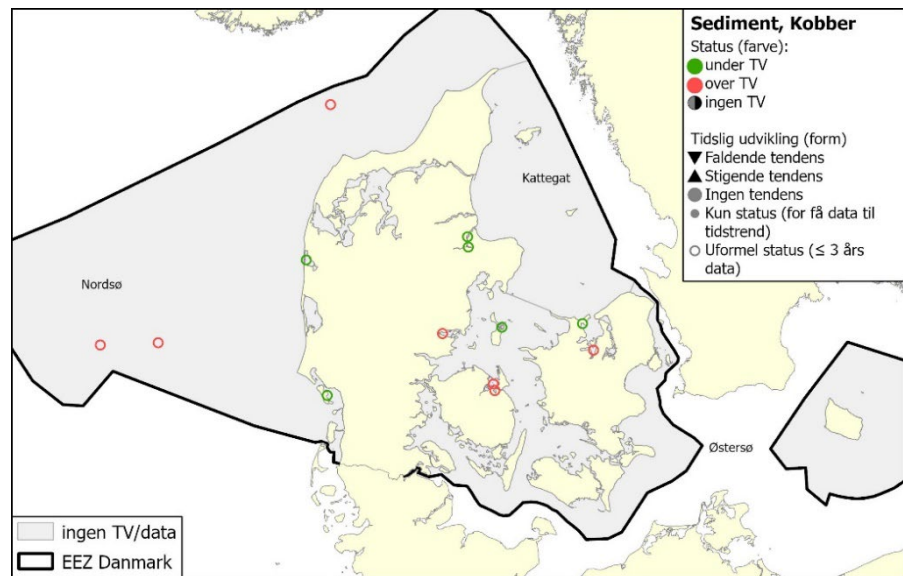 Sediment, Kobber
Status (farve):
under TV
over TV
ingen TV
Tidslig udvikling (form)
Faldende tendens
Stigende tendens
Ingen tendens
Kun status (for få data til
tidstrend)
Uformel status (≤ 3 års
data)
Kattegat
Nordsø
Østersø
ingen TV/data
EEZ Danmark